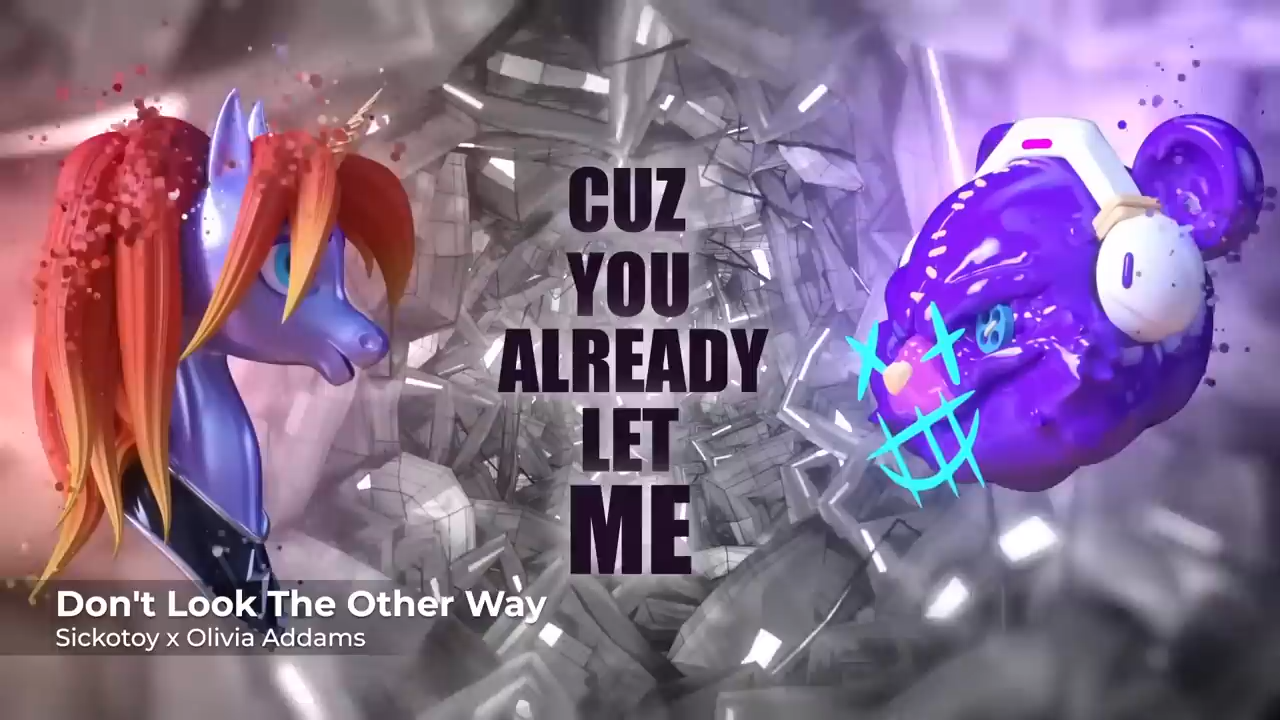 CUZ
YOU
ALREADY
LET
ME
Don't Look The Other Way
Sickotoy x Olivia Addams